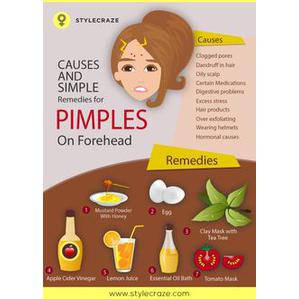 STYLECRAZE
CAUSES
AND
SIMPLE
Remedies for
PIMPLES
On Forehead
Causes
Clogged pores
Dandruff in hair
Oily scalp
Certain Medications
Digestive problems
Excess stress
Hair products
Over exfoliating
Wearing helmets
Hormonal causes
Remedies
1
Mustard Powder
With Honey
2
Egg
3
Clay Mask with
Tea Tree
4
Apple Cider Vinegar
5
Lemon Juice
6
Essential Oil Bath
7
Tomato Mask
www.stylecraze.com